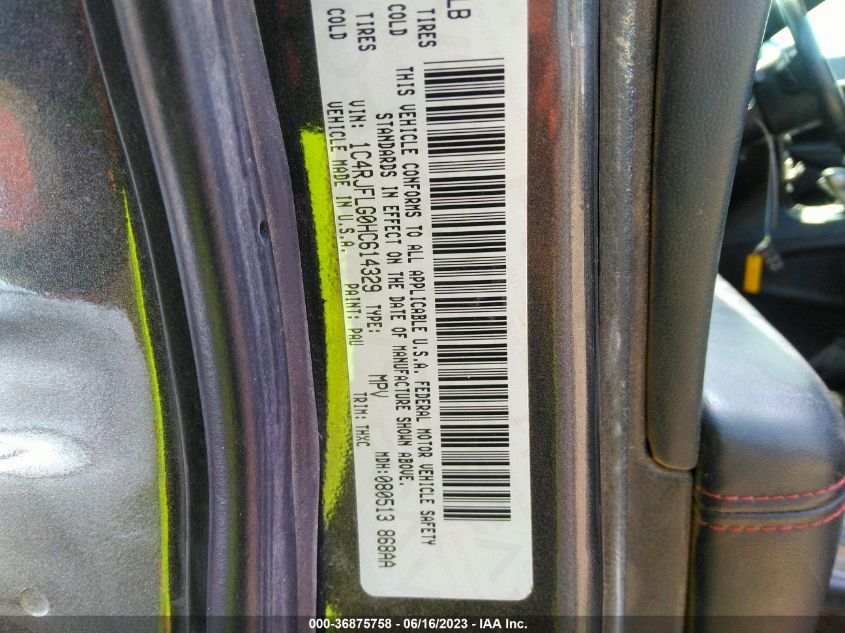 LB
TIRES COLD
TIRES COLD
THIS VEHICLE CONFORMS TO ALL APPLICABLE U.S.A. FEDERAL MOTOR VEHICLE SAFETY
STANDARDS IN EFFECT ON THE DATE OF MANUFACTURE SHOWN ABOVE.
VIN: 1C4RJFLG0HC614329 TYPE: MPV MDH:080513 868AA
VEHICLE MADE IN U.S.A. PAINT: PAU TRIM: THXC
000-36875758 - 06/16/2023 - IAA Inc.